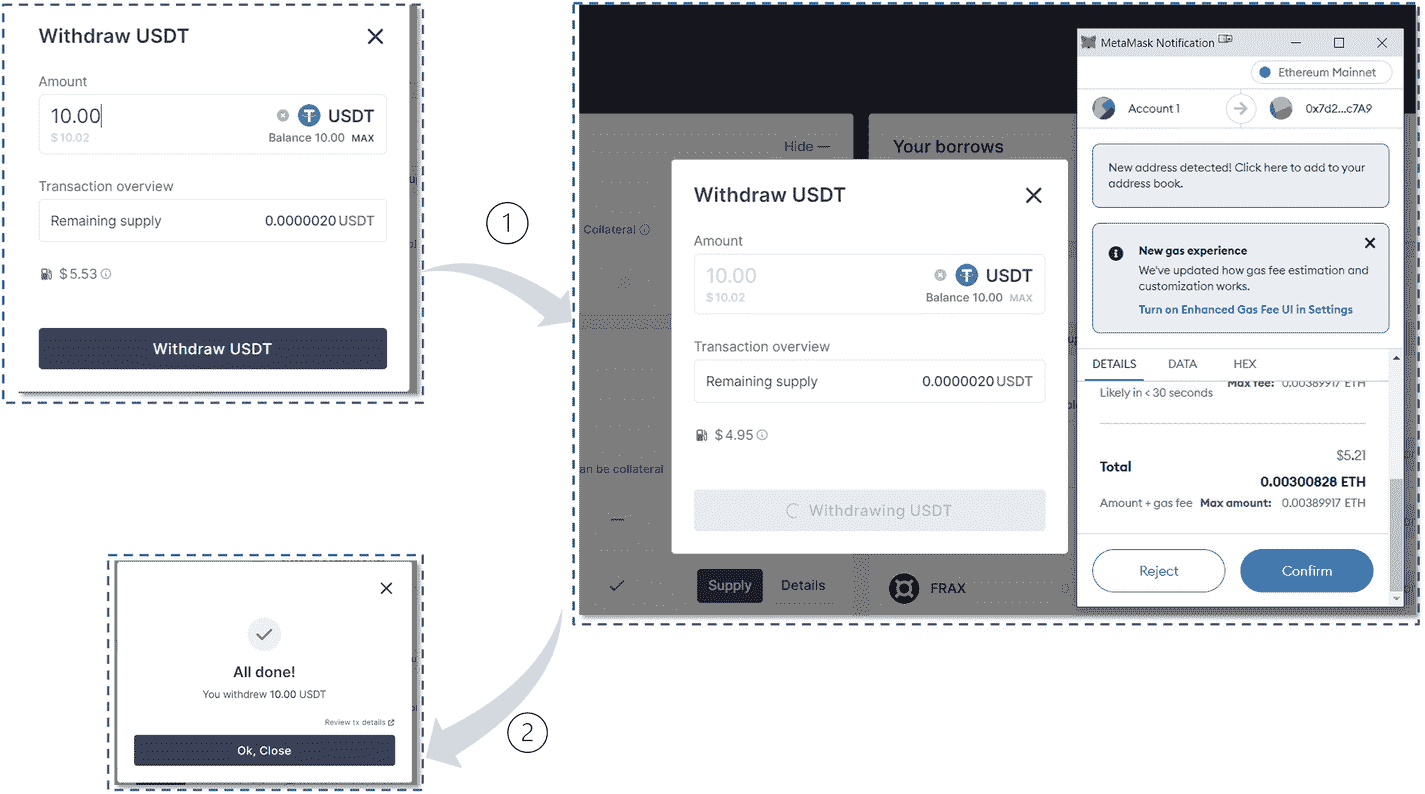 Withdraw USDT
Amount
10.00 USDT
$10.02 Balance 10.00 MAX
Transaction overview
Remaining supply 0.0000020 USDT
$5.53
Withdraw USDT
1
Hide —
Your borrows
Collateral
an be collateral
Supply Details
FRAX
Withdraw USDT
Amount
10.00 USDT
$10.02 Balance 10.00 MAX
Transaction overview
Remaining supply 0.0000020 USDT
$4.95
Withdrawing USDT
MetaMask Notification
Ethereum Mainnet
Account 1 0x7d2...c7A9
New address detected! Click here to add to your
address book.
New gas experience
We've updated how gas fee estimation and
customization works.
Turn on Enhanced Gas Fee UI in Settings
DETAILS DATA HEX
Max fee: 0.00389917 ETH
Likely in < 30 seconds
$5.21
Total
0.00300828 ETH
Amount + gas fee Max amount: 0.00389917 ETH
Reject Confirm
2
All done!
You withdrew 10.00 USDT
Review tx details
Ok, Close